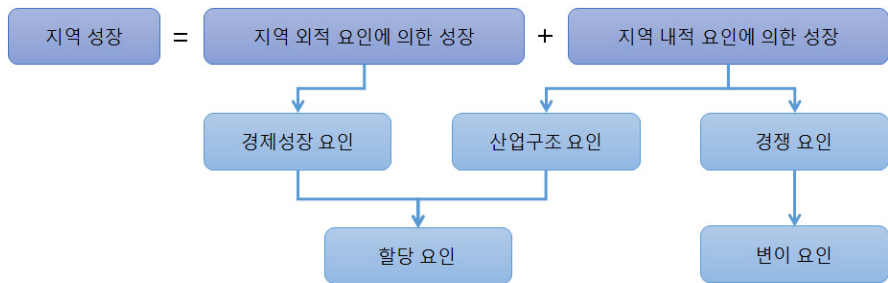 지역 성장 = 지역 외적 요인에 의한 성장 + 지역 내적 요인에 의한 성장
경제성장 요인 산업구조 요인 경쟁 요인
할당 요인 변이 요인